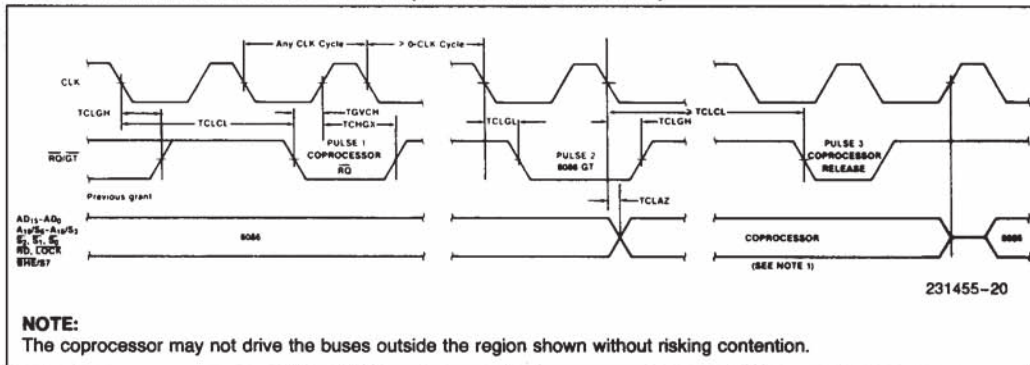 Any CLK Cycle
> 0-CLK Cycle
CLK
TCLGH
TCLCL
TGVCH
TCHGX
TCLGL
TCLGH
> TCLCL
RQ/GT
PULSE 1
COPROCESSOR
RQ
PULSE 2
8086 GT
PULSE 3
COPROCESSOR
RELEASE
Previous grant
TCLAZ
AD15-AD0
A19/S6-A16/S3
S2, S1, S0
RD, LOCK
BHE/S7
8086
COPROCESSOR
8086
(SEE NOTE 1)
231455-20
NOTE:
The coprocessor may not drive the buses outside the region shown without risking contention.